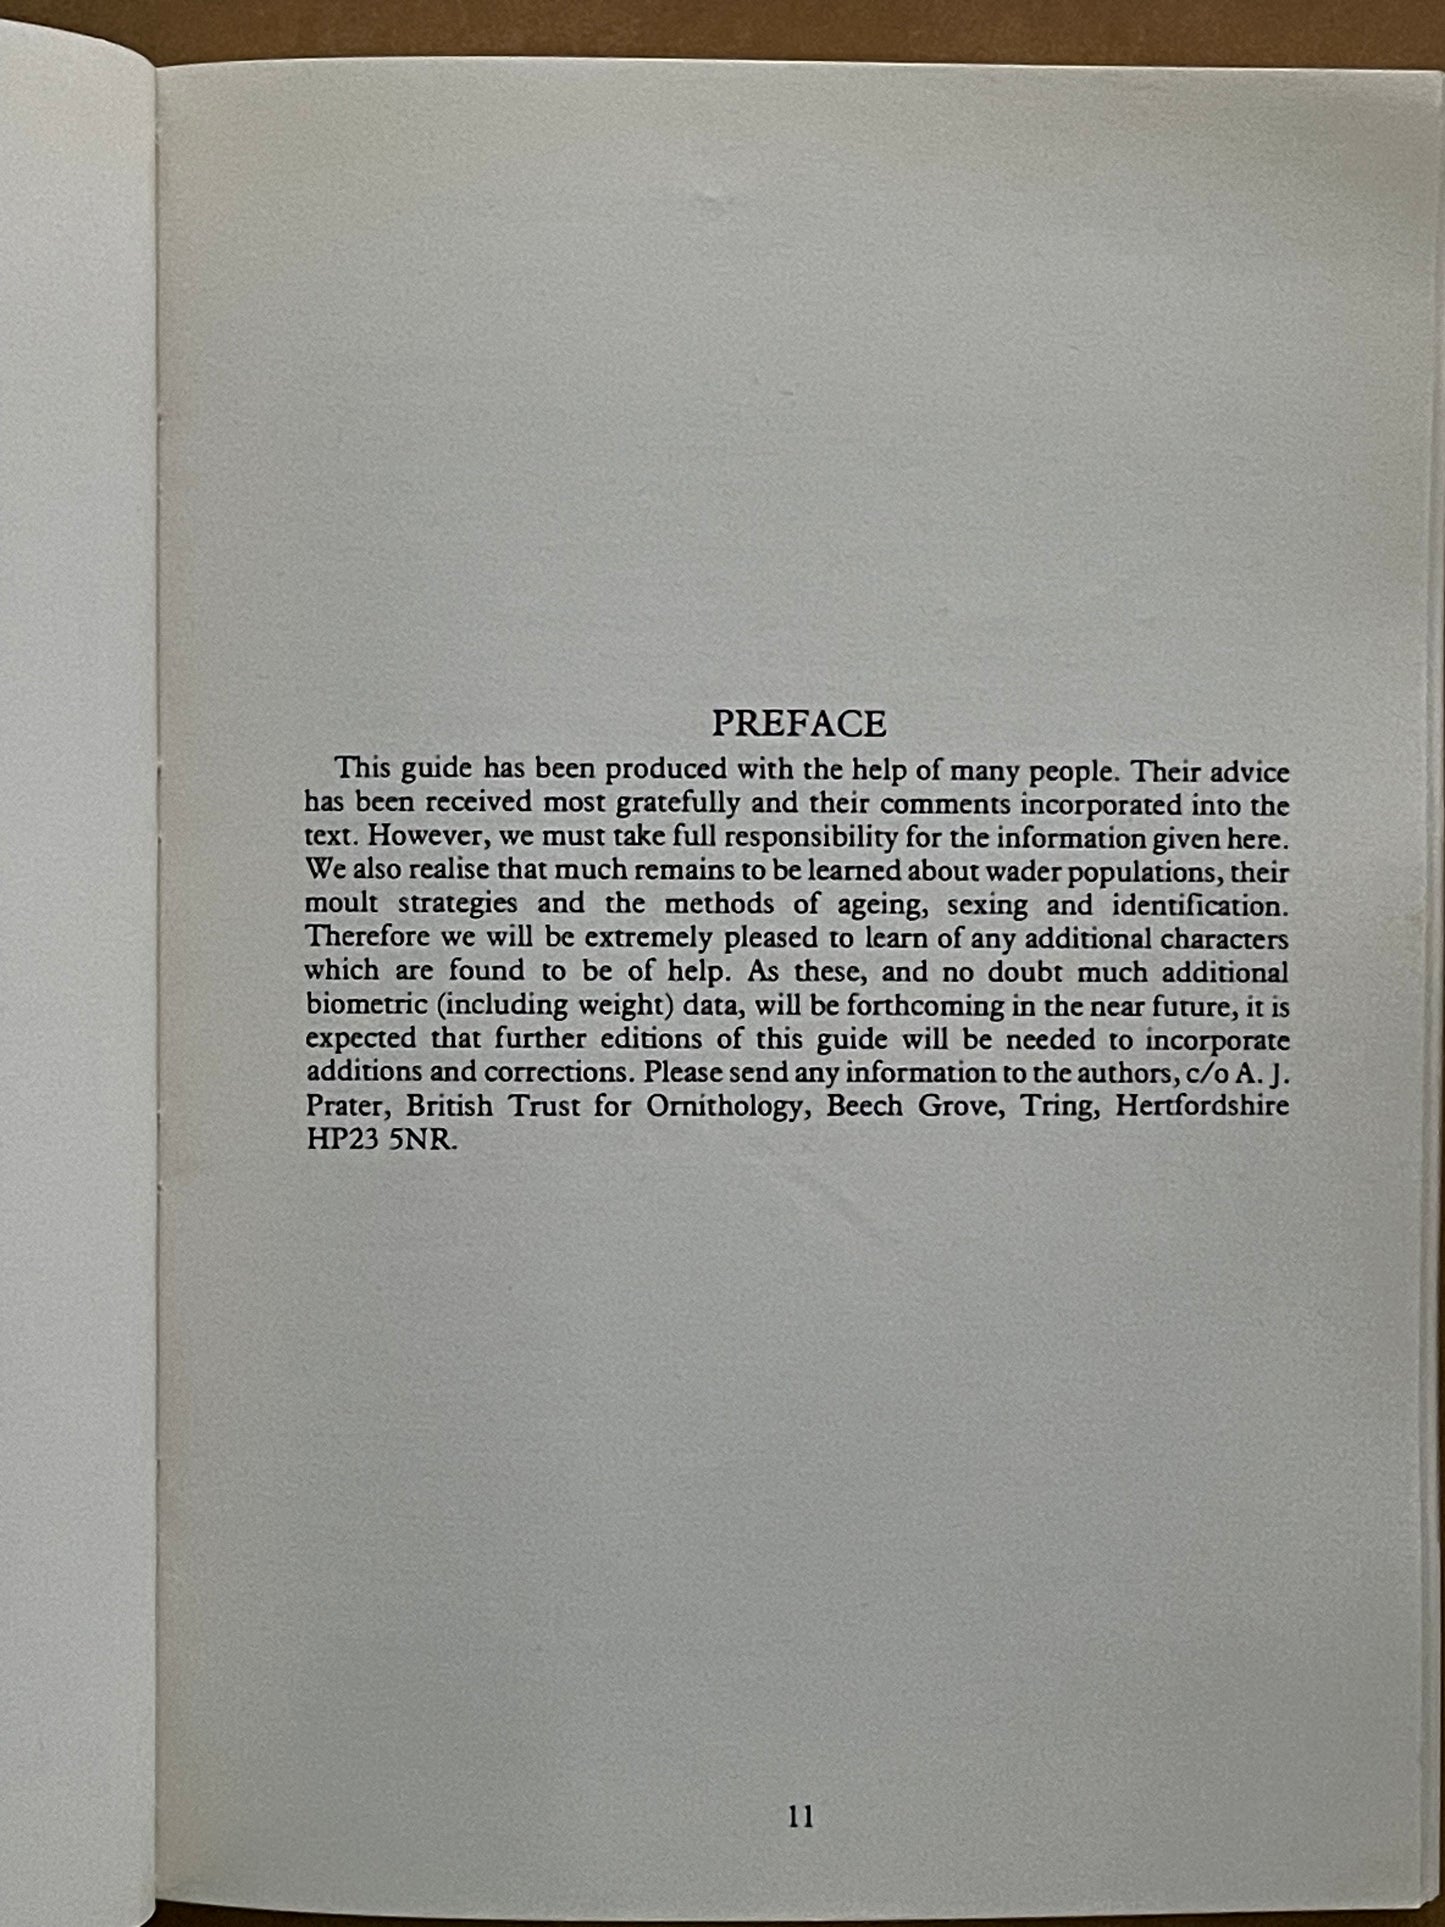 PREFACE
This guide has been produced with the help of many people. Their advice
has been received most gratefully and their comments incorporated into the
text. However, we must take full responsibility for the information given here.
We also realise that much remains to be learned about wader populations, their
moult strategies and the methods of ageing, sexing and identification.
Therefore we will be extremely pleased to learn of any additional characters
which are found to be of help. As these, and no doubt much additional
biometric (including weight) data, will be forthcoming in the near future, it is
expected that further editions of this guide will be needed to incorporate
additions and corrections. Please send any information to the authors, c/o A. J.
Prater, British Trust for Ornithology, Beech Grove, Tring, Hertfordshire
HP23 5NR.
11